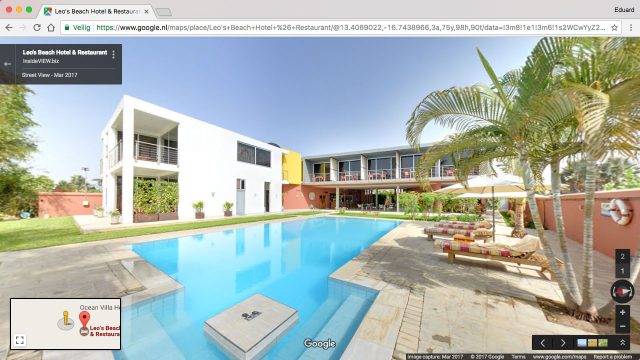 Leo's Beach Hotel & Restaurant
Eduard
Veilig
https://www.google.nl/maps/place/Leo's+Beach+Hotel+%26+Restaurant/@13.4069022,-16.7438966,3a,75y,98h,90t/data=!3m8!1e1!3m6!1s2WCwYyZ2...
Leo's Beach Hotel & Restaurant
InsideVIEW.biz
Street View - Mar 2017
2
1
Ocean Villa Ho
Leo's Beach
& Restaurant
Google
Image capture: Mar 2017
© 2017 Google
Terms
www.google.com/maps
Report a problem